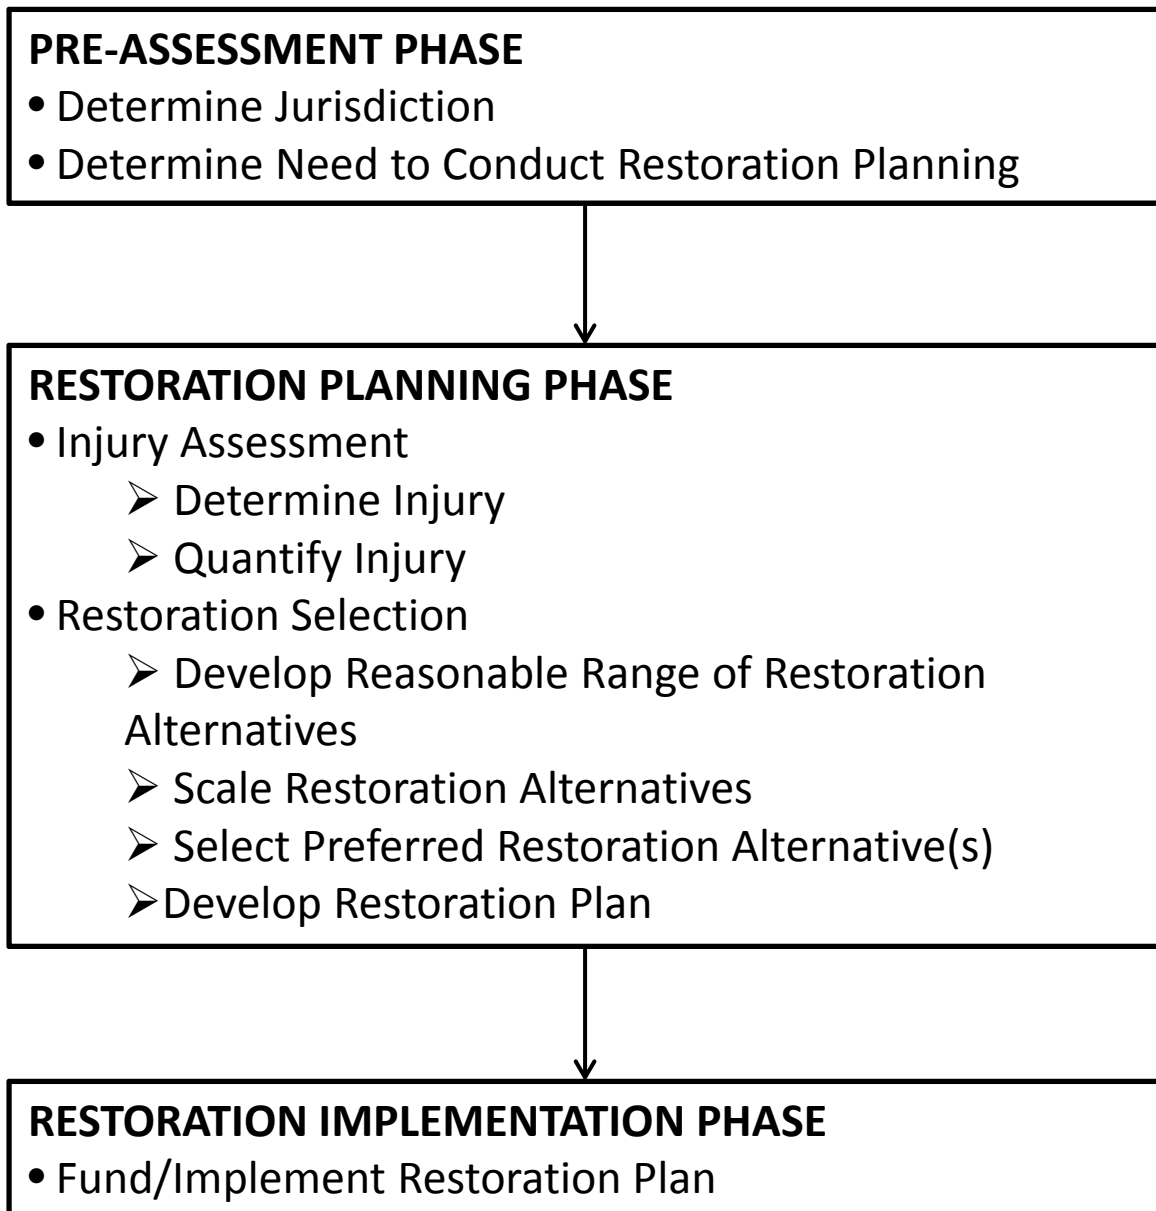 PRE-ASSESSMENT PHASE
• Determine Jurisdiction
• Determine Need to Conduct Restoration Planning
RESTORATION PLANNING PHASE
• Injury Assessment
➢ Determine Injury
➢ Quantify Injury
• Restoration Selection
➢ Develop Reasonable Range of Restoration
Alternatives
➢ Scale Restoration Alternatives
➢ Select Preferred Restoration Alternative(s)
➢Develop Restoration Plan
RESTORATION IMPLEMENTATION PHASE
• Fund/Implement Restoration Plan